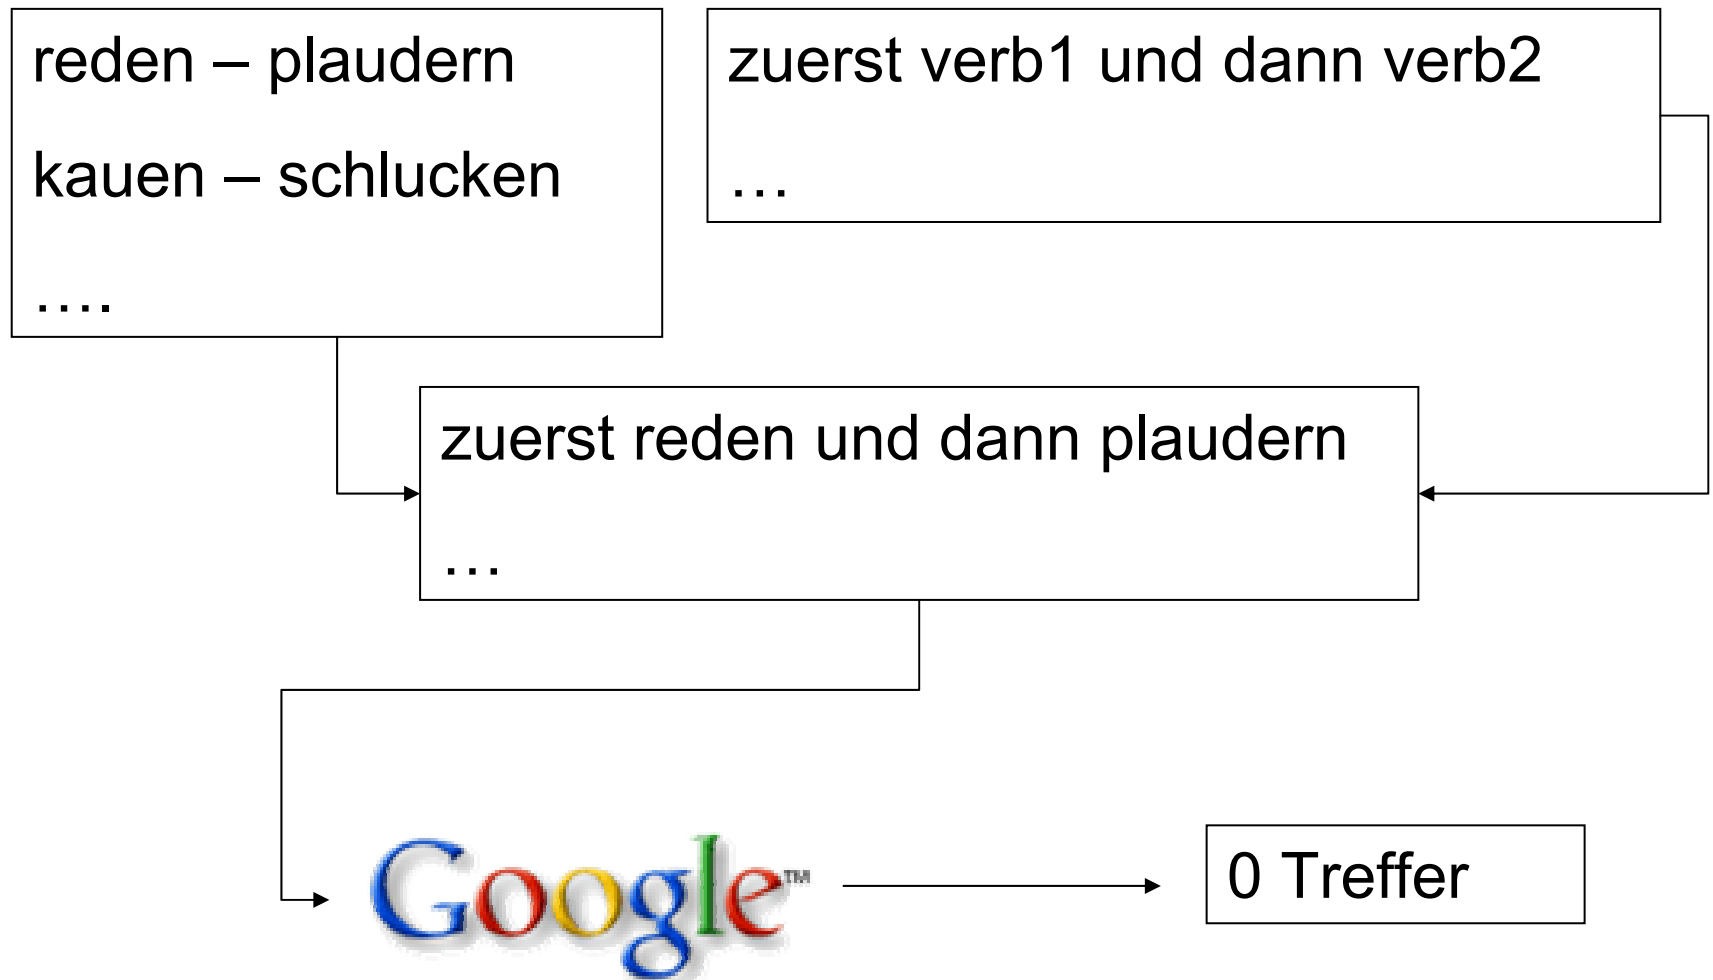 reden – plaudern
kauen – schlucken
….
zuerst verb1 und dann verb2
…
zuerst reden und dann plaudern
…
Google™
0 Treffer